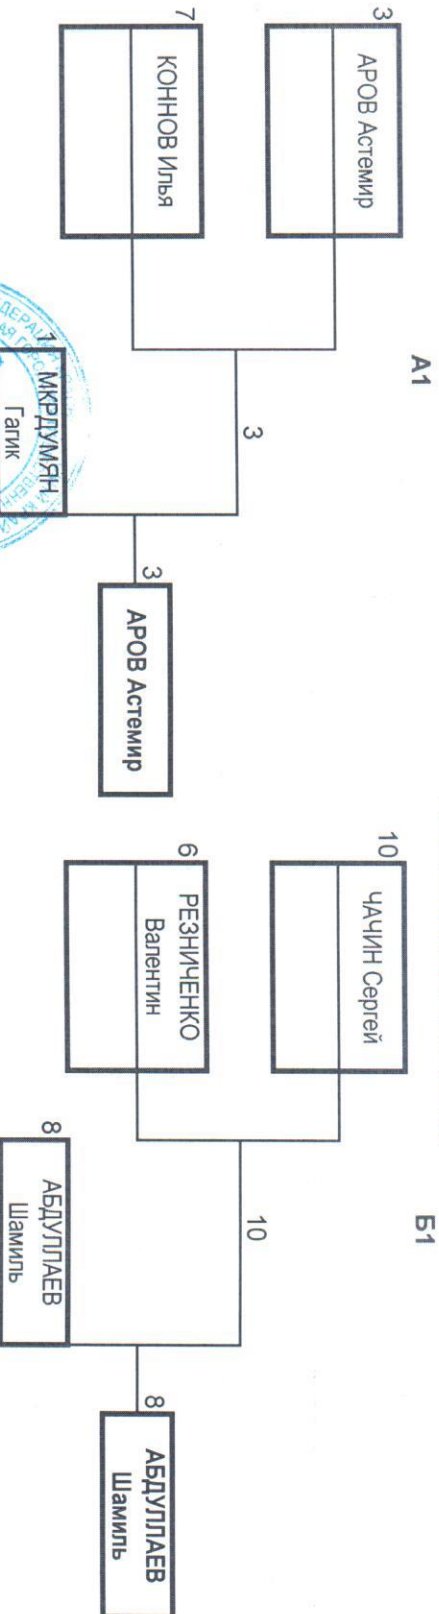 А1
3
АРОВ Астемир
7
КОННОВ Илья
3
1
МКРДУМЯН
Гагик
3
АРОВ Астемир
Б1
10
ЧАЧИН Сергей
6
РЕЗНИЧЕНКО
Валентин
10
8
АБДУЛЛАЕВ
Шамиль
8
АБДУЛЛАЕВ
Шамиль